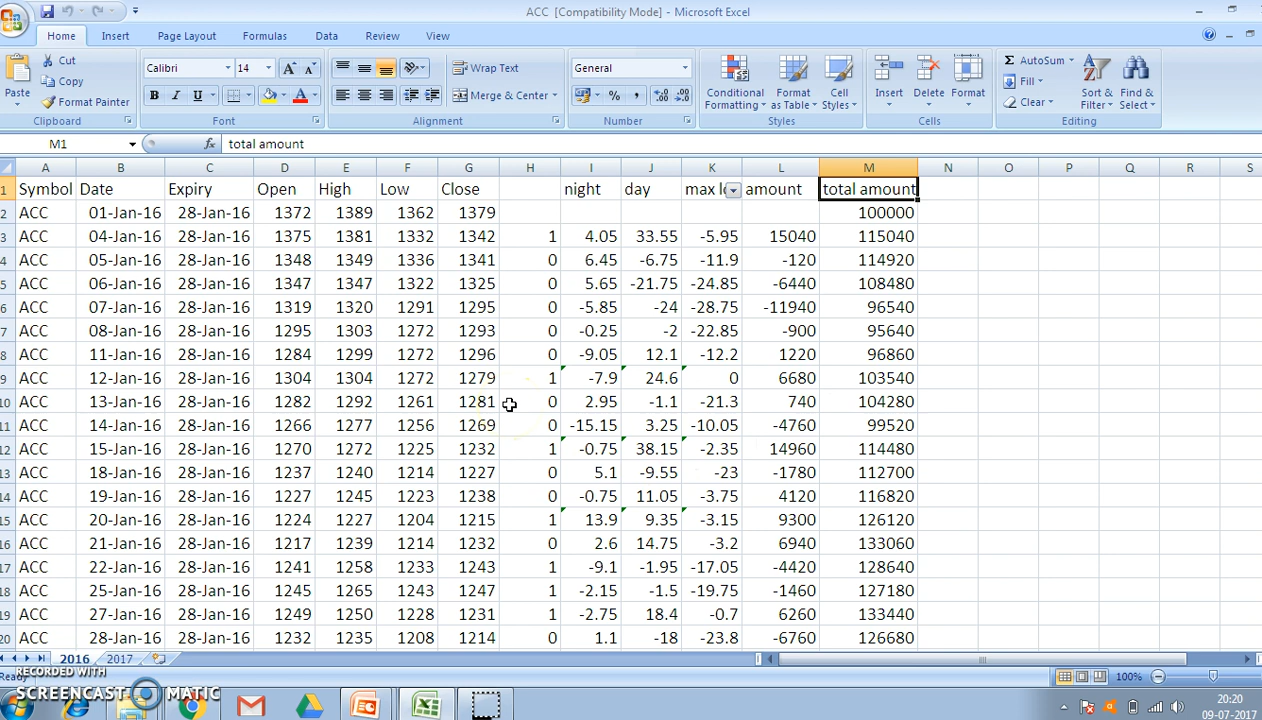 ACC [Compatibility Mode] - Microsoft Excel
Home Insert Page Layout Formulas Data Review View
Paste
Cut
Copy
Format Painter
Clipboard
Calibri 14
B I U
Font
Wrap Text
Merge & Center
Alignment
General
Number
Conditional Formatting
Format as Table
Cell Styles
Styles
Insert Delete Format
Cells
Σ AutoSum
Fill
Clear
Sort & Filter
Find & Select
Editing
M1 fx total amount
A B C D E F G H I J K L M N O P Q R S
1 Symbol Date Expiry Open High Low Close night day max l amount total amount
2 ACC 01-Jan-16 28-Jan-16 1372 1389 1362 1379 100000
3 ACC 04-Jan-16 28-Jan-16 1375 1381 1332 1342 1 4.05 33.55 -5.95 15040 115040
4 ACC 05-Jan-16 28-Jan-16 1348 1349 1336 1341 0 6.45 -6.75 -11.9 -120 114920
5 ACC 06-Jan-16 28-Jan-16 1347 1347 1322 1325 0 5.65 -21.75 -24.85 -6440 108480
6 ACC 07-Jan-16 28-Jan-16 1319 1320 1291 1295 0 -5.85 -24 -28.75 -11940 96540
7 ACC 08-Jan-16 28-Jan-16 1295 1303 1272 1293 0 -0.25 -2 -22.85 -900 95640
8 ACC 11-Jan-16 28-Jan-16 1284 1299 1272 1296 0 -9.05 12.1 -12.2 1220 96860
9 ACC 12-Jan-16 28-Jan-16 1304 1304 1272 1279 1 -7.9 24.6 0 6680 103540
10 ACC 13-Jan-16 28-Jan-16 1282 1292 1261 1281 0 2.95 -1.1 -21.3 740 104280
11 ACC 14-Jan-16 28-Jan-16 1266 1277 1256 1269 0 -15.15 3.25 -10.05 -4760 99520
12 ACC 15-Jan-16 28-Jan-16 1270 1272 1225 1232 1 -0.75 38.15 -2.35 14960 114480
13 ACC 18-Jan-16 28-Jan-16 1237 1240 1214 1227 0 5.1 -9.55 -23 -1780 112700
14 ACC 19-Jan-16 28-Jan-16 1227 1245 1223 1238 0 -0.75 11.05 -3.75 4120 116820
15 ACC 20-Jan-16 28-Jan-16 1224 1227 1204 1215 1 13.9 9.35 -3.15 9300 126120
16 ACC 21-Jan-16 28-Jan-16 1217 1239 1214 1232 0 2.6 14.75 -3.2 6940 133060
17 ACC 22-Jan-16 28-Jan-16 1241 1258 1233 1243 1 -9.1 -1.95 -17.05 -4420 128640
18 ACC 25-Jan-16 28-Jan-16 1245 1265 1243 1247 1 -2.15 -1.5 -19.75 -1460 127180
19 ACC 27-Jan-16 28-Jan-16 1249 1250 1228 1231 1 -2.75 18.4 -0.7 6260 133440
20 ACC 28-Jan-16 28-Jan-16 1232 1235 1208 1214 0 1.1 -18 -23.8 -6760 126680
2016 2017
Ready 100%
RECORDED WITH
SCREENCAST MATIC
20:20
09-07-2017